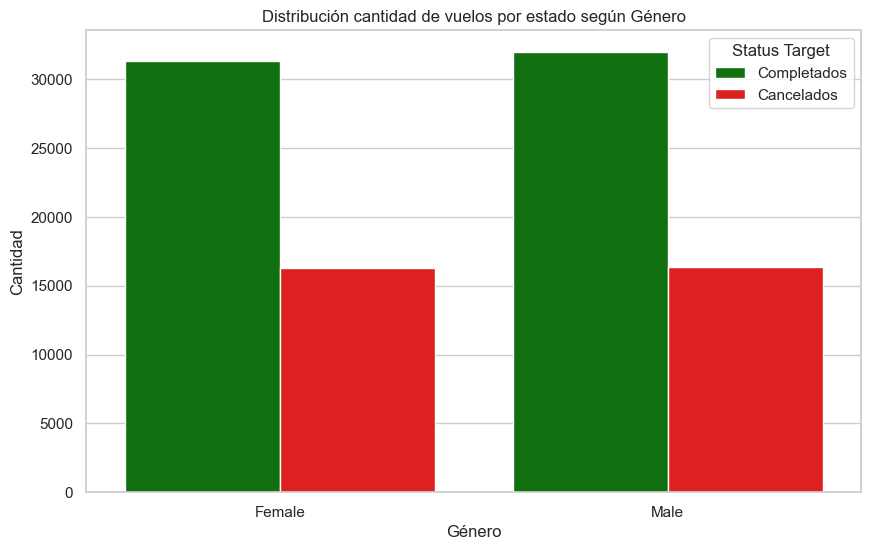 Distribución cantidad de vuelos por estado según Género
Status Target
Completados
Cancelados
Cantidad
30000
25000
20000
15000
10000
5000
0
Female
Male
Género